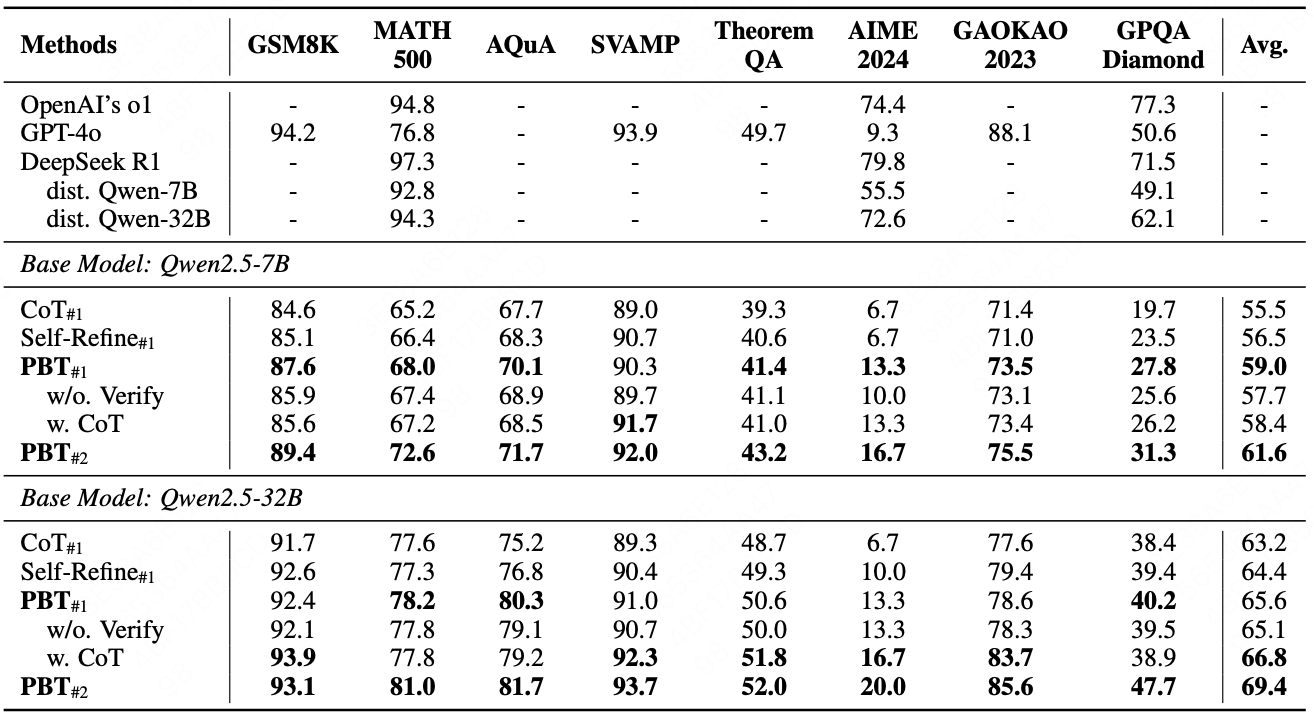 Methods GSM8K MATH 500 AQuA SVAMP Theorem QA AIME 2024 GAOKAO 2023 GPQA Diamond Avg.
OpenAI's o1 - 94.8 - - - 74.4 - 77.3 -
GPT-4o 94.2 76.8 - 93.9 49.7 9.3 88.1 50.6 -
DeepSeek R1 - 97.3 - - - 79.8 - 71.5 -
dist. Qwen-7B - 92.8 - - - 55.5 - 49.1 -
dist. Qwen-32B - 94.3 - - - 72.6 - 62.1 -
Base Model: Qwen2.5-7B
CoT#1 84.6 65.2 67.7 89.0 39.3 6.7 71.4 19.7 55.5
Self-Refine#1 85.1 66.4 68.3 90.7 40.6 6.7 71.0 23.5 56.5
PBT#1 87.6 68.0 70.1 90.3 41.4 13.3 73.5 27.8 59.0
w/o. Verify 85.9 67.4 68.9 89.7 41.1 10.0 73.1 25.6 57.7
w. CoT 85.6 67.2 68.5 91.7 41.0 13.3 73.4 26.2 58.4
PBT#2 89.4 72.6 71.7 92.0 43.2 16.7 75.5 31.3 61.6
Base Model: Qwen2.5-32B
CoT#1 91.7 77.6 75.2 89.3 48.7 6.7 77.6 38.4 63.2
Self-Refine#1 92.6 77.3 76.8 90.4 49.3 10.0 79.4 39.4 64.4
PBT#1 92.4 78.2 80.3 91.0 50.6 13.3 78.6 40.2 65.6
w/o. Verify 92.1 77.8 79.1 90.7 50.0 13.3 78.3 39.5 65.1
w. CoT 93.9 77.8 79.2 92.3 51.8 16.7 83.7 38.9 66.8
PBT#2 93.1 81.0 81.7 93.7 52.0 20.0 85.6 47.7 69.4